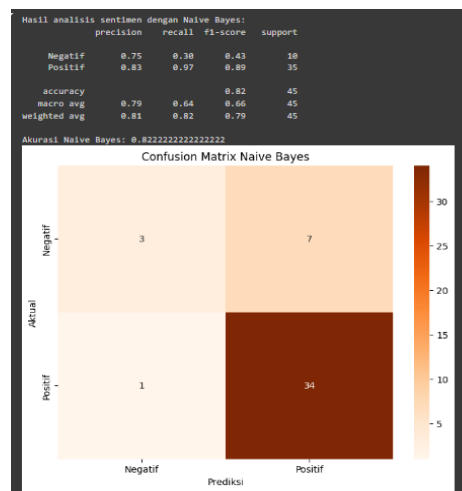 Hasil analisis sentimen dengan Naive Bayes:
precision recall f1-score support
Negatif 0.75 0.30 0.43 10
Positif 0.83 0.97 0.89 35
accuracy 0.82 45
macro avg 0.79 0.64 0.66 45
weighted avg 0.81 0.82 0.79 45
Akurasi Naive Bayes: 0.8222222222222222
Confusion Matrix Naive Bayes
Negatif
3
7
Aktual
Positif
1
34
Negatif
Positif
Prediksi
30
25
20
15
10
5